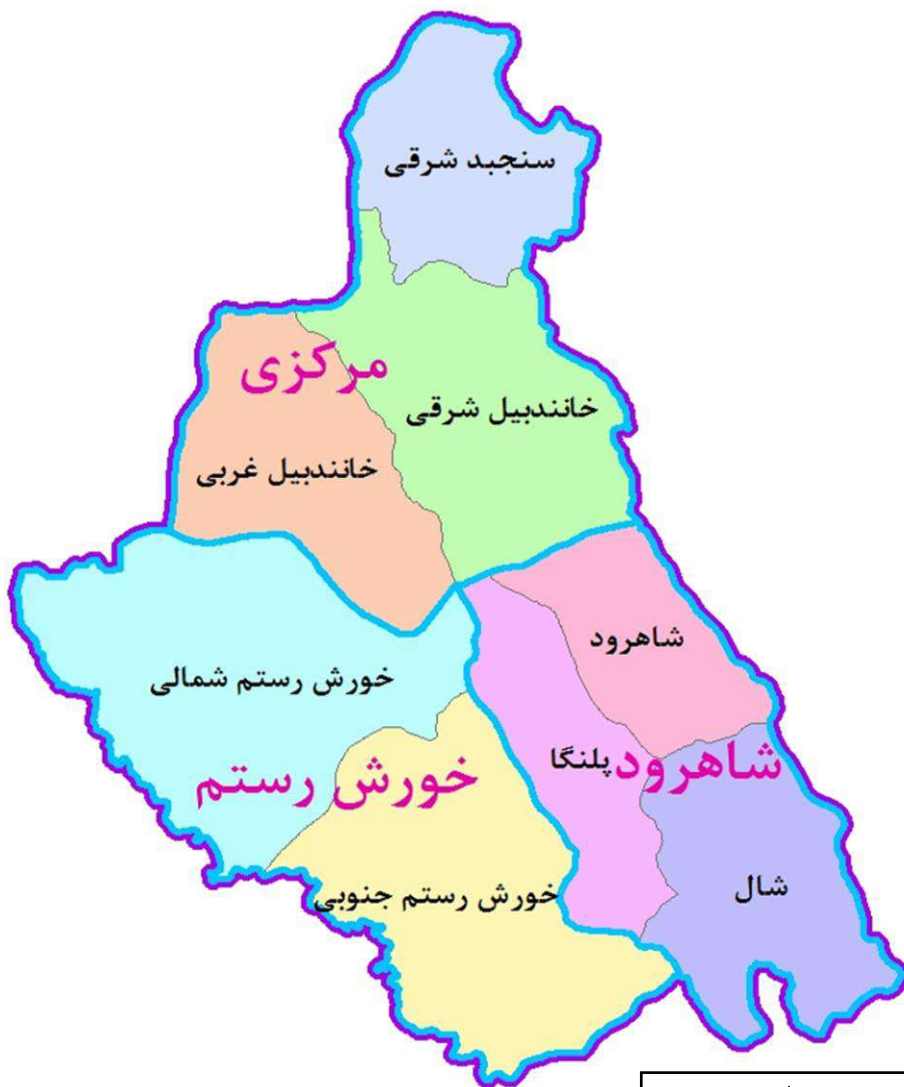 سنجبد شرقی
مرکزی
خانندبیل شرقی
خانندبیل غربی
شاهرود
خورش رستم شمالی
پلنگا
شاهرود
خورش رستم
شال
خورش رستم جنوبی